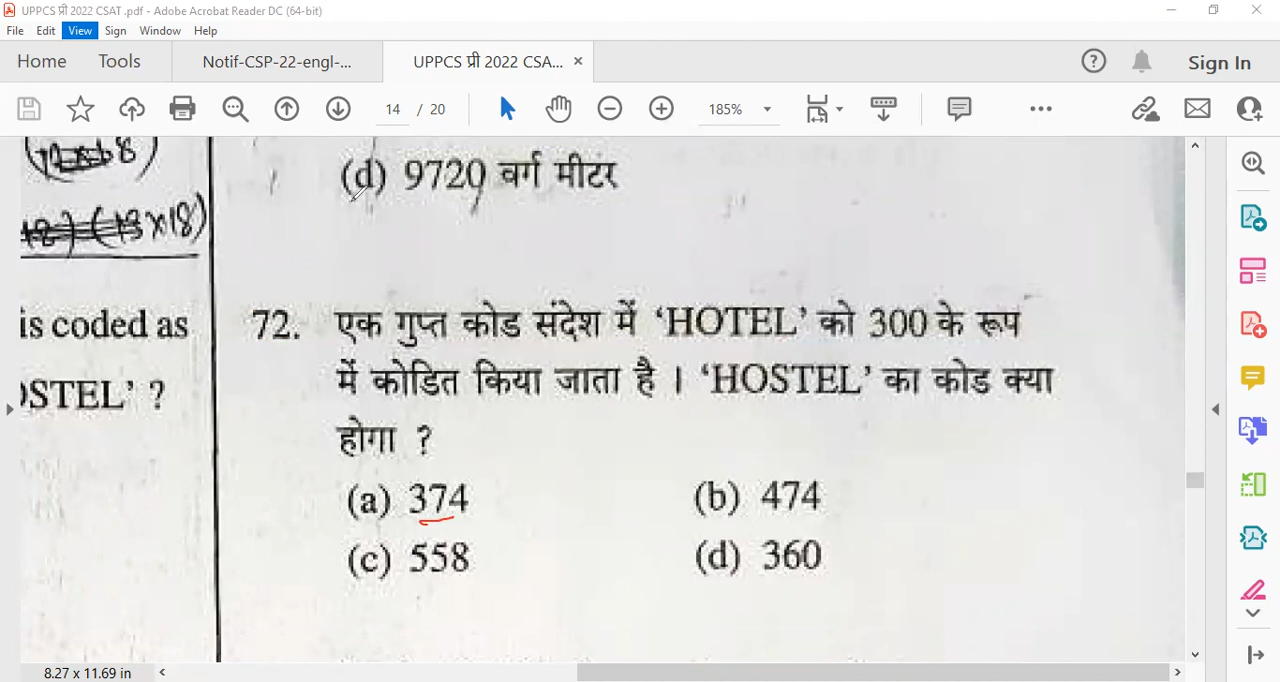 UPPCS प्री 2022 CSAT .pdf - Adobe Acrobat Reader DC (64-bit)
File Edit View Sign Window Help
Home Tools Notif-CSP-22-engl-... UPPCS प्री 2022 CSA... × Sign In
14 / 20 185%
(d) 9720 वर्ग मीटर
72. एक गुप्त कोड संदेश में ‘HOTEL’ को 300 के रूप
में कोडित किया जाता है । ‘HOSTEL’ का कोड क्या
होगा ?
(a) 374 (b) 474
(c) 558 (d) 360
is coded as
OSTEL’ ?
8.27 x 11.69 in